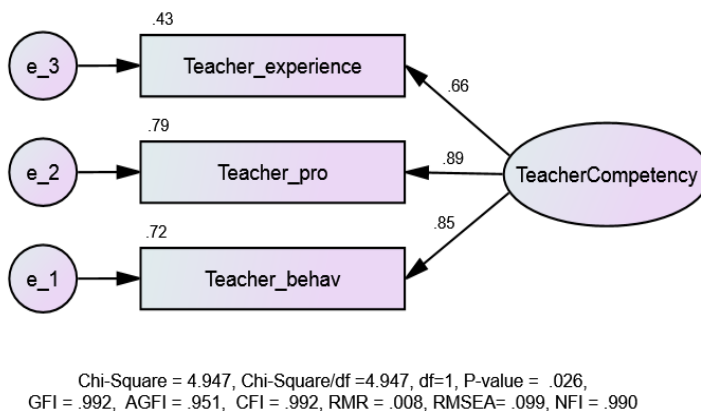 .43
e_3
Teacher_experience
.66
.79
e_2
Teacher_pro
.89
TeacherCompetency
.72
.85
e_1
Teacher_behav
Chi-Square = 4.947, Chi-Square/df =4.947, df=1, P-value = .026,
GFI = .992, AGFI = .951, CFI = .992, RMR = .008, RMSEA= .099, NFI = .990